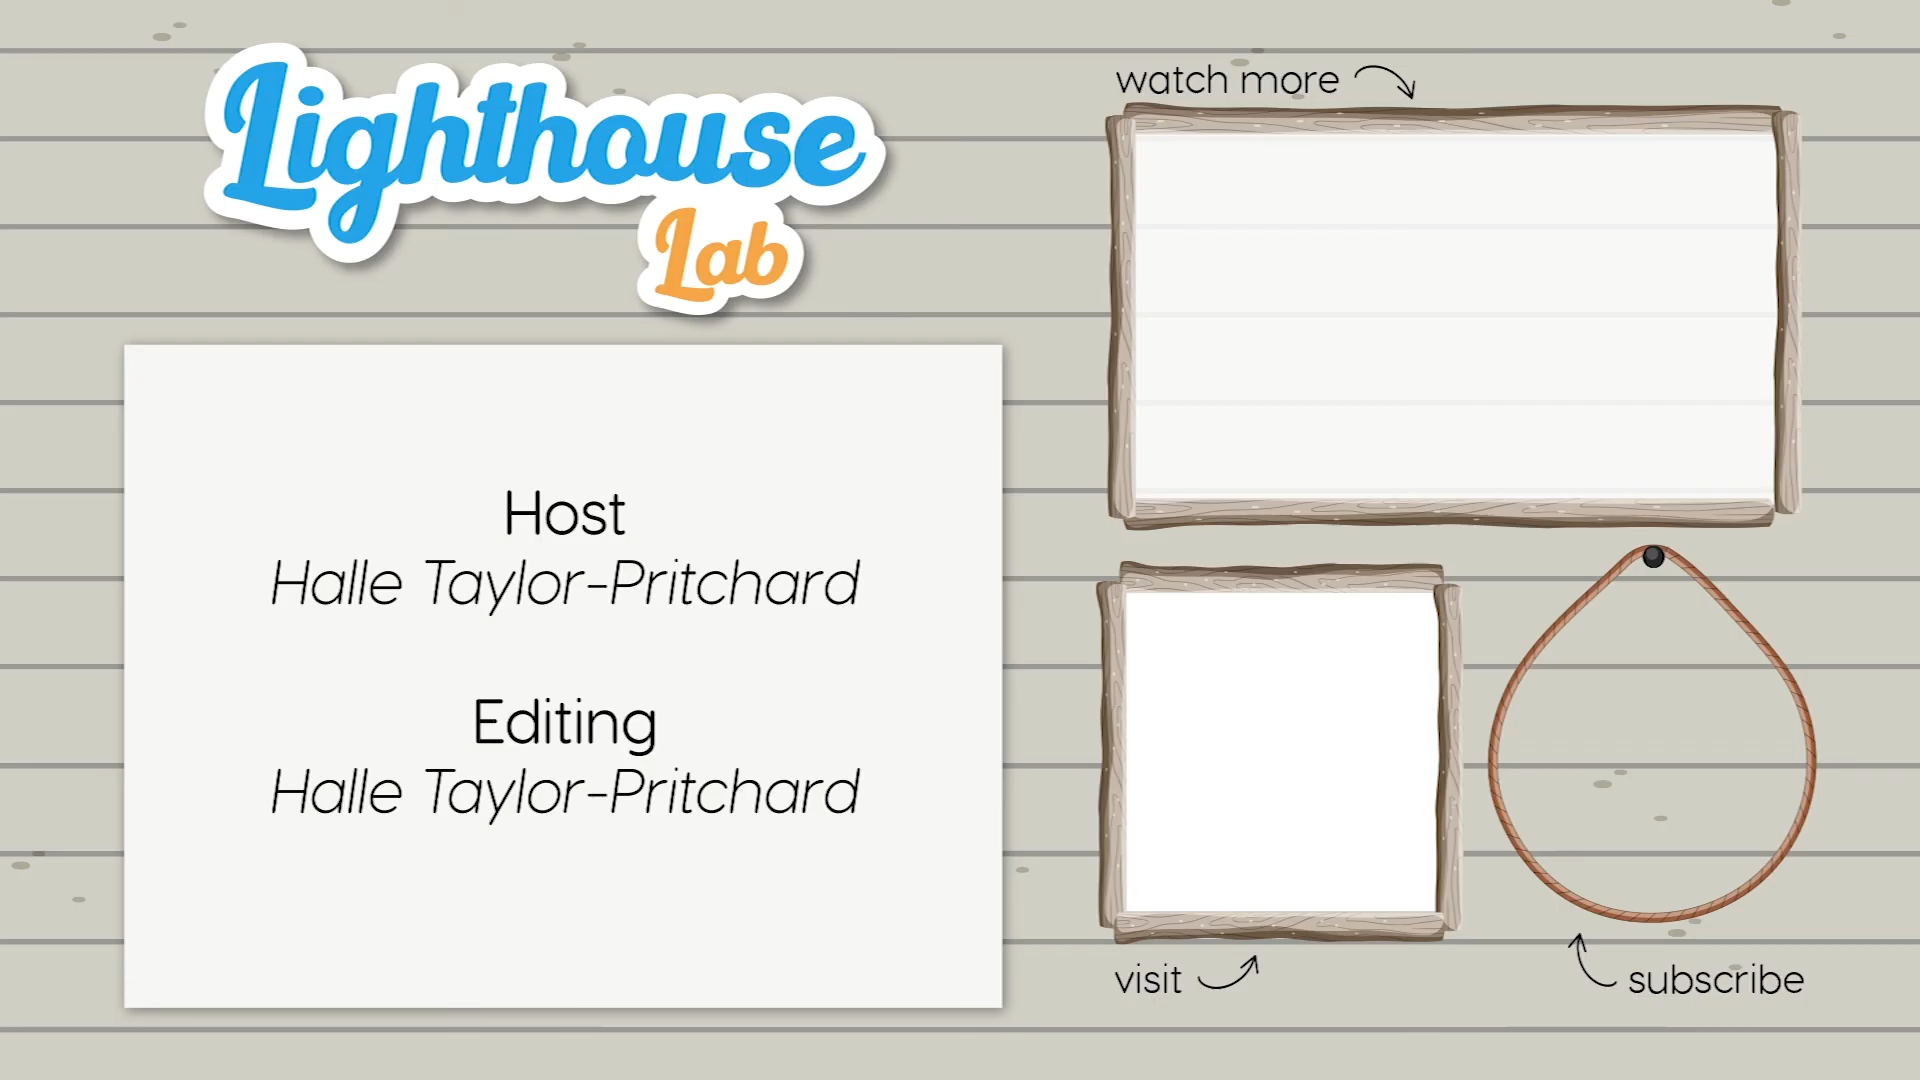 Lighthouse
Lab
Host
Halle Taylor-Pritchard
Editing
Halle Taylor-Pritchard
watch more
visit
subscribe